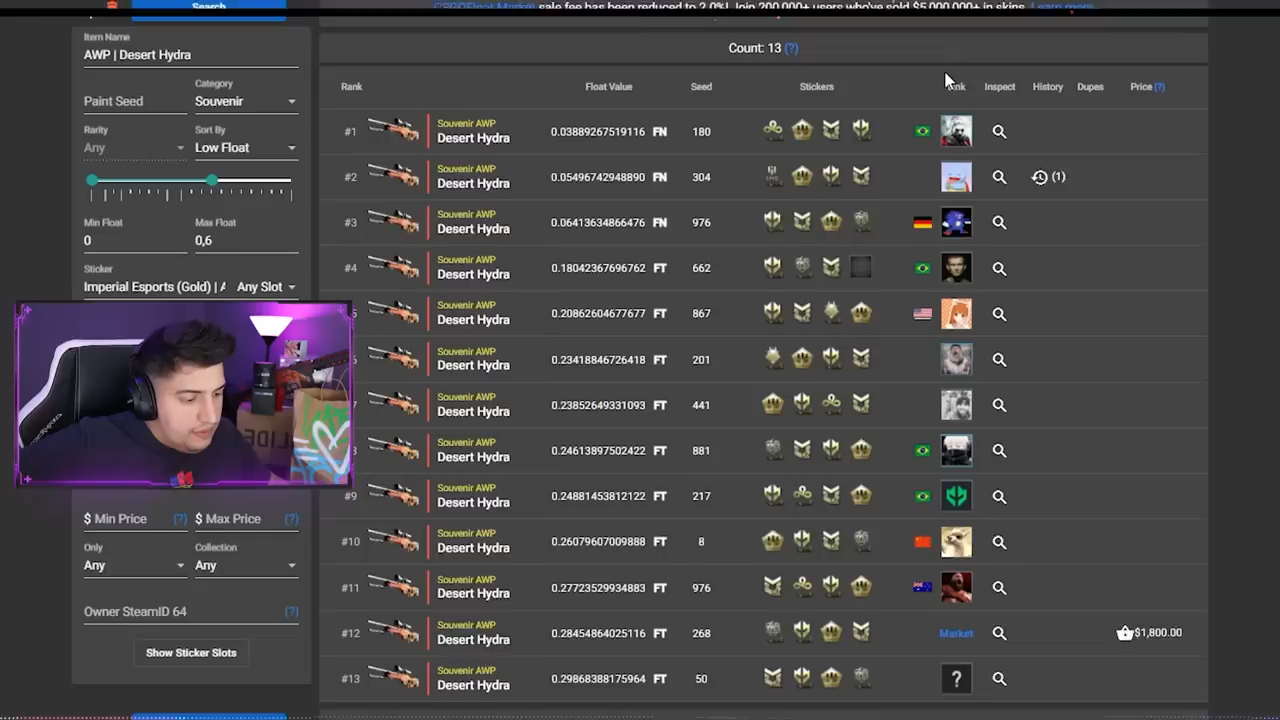 Search
CSGOFloat Market sale fee has been reduced to 2.0%! Join 200,000+ users who've sold $5,000,000+ in skins. Learn more
Item Name
AWP | Desert Hydra
Paint Seed
Category
Souvenir
Rarity
Any
Sort By
Low Float
Min Float
0
Max Float
0,6
Sticker
Imperial Esports (Gold) | A Any Slot
$ Min Price (?) $ Max Price (?)
Only
Any
Collection
Any
Owner SteamID 64 (?)
Show Sticker Slots
Count: 13 (?)
Rank Float Value Seed Stickers Inspect History Dupes Price (?)
#1 Souvenir AWP Desert Hydra 0.03889267519116 FN 180
#2 Souvenir AWP Desert Hydra 0.05496742948890 FN 304 (1)
#3 Souvenir AWP Desert Hydra 0.06413634866476 FN 976
#4 Souvenir AWP Desert Hydra 0.18042367696762 FT 662
Souvenir AWP Desert Hydra 0.20862604677677 FT 867
Souvenir AWP Desert Hydra 0.23418846726418 FT 201
Souvenir AWP Desert Hydra 0.23852649331093 FT 441
Souvenir AWP Desert Hydra 0.24613897502422 FT 881
#9 Souvenir AWP Desert Hydra 0.24881453812122 FT 217
#10 Souvenir AWP Desert Hydra 0.26079607009888 FT 8
#11 Souvenir AWP Desert Hydra 0.27723529934883 FT 976
#12 Souvenir AWP Desert Hydra 0.28454864025116 FT 268 Market $1,800.00
#13 Souvenir AWP Desert Hydra 0.29868388175964 FT 50 ?